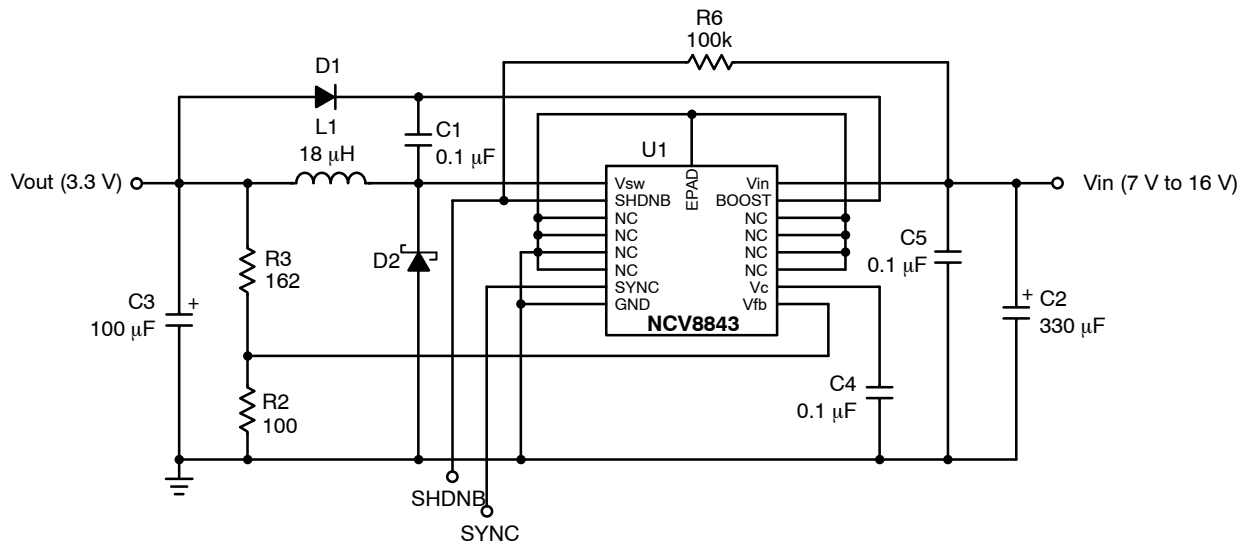 R6
100k
D1
L1
18 μH
C1
0.1 μF
U1
Vout (3.3 V)
Vin (7 V to 16 V)
EPAD
Vsw
SHDNB
NC
NC
NC
NC
SYNC
GND
Vin
BOOST
NC
NC
NC
NC
Vc
Vfb
NCV8843
R3
162
D2
C5
0.1 μF
C3
+
100 μF
+
C2
330 μF
R2
100
C4
0.1 μF
SHDNB
SYNC